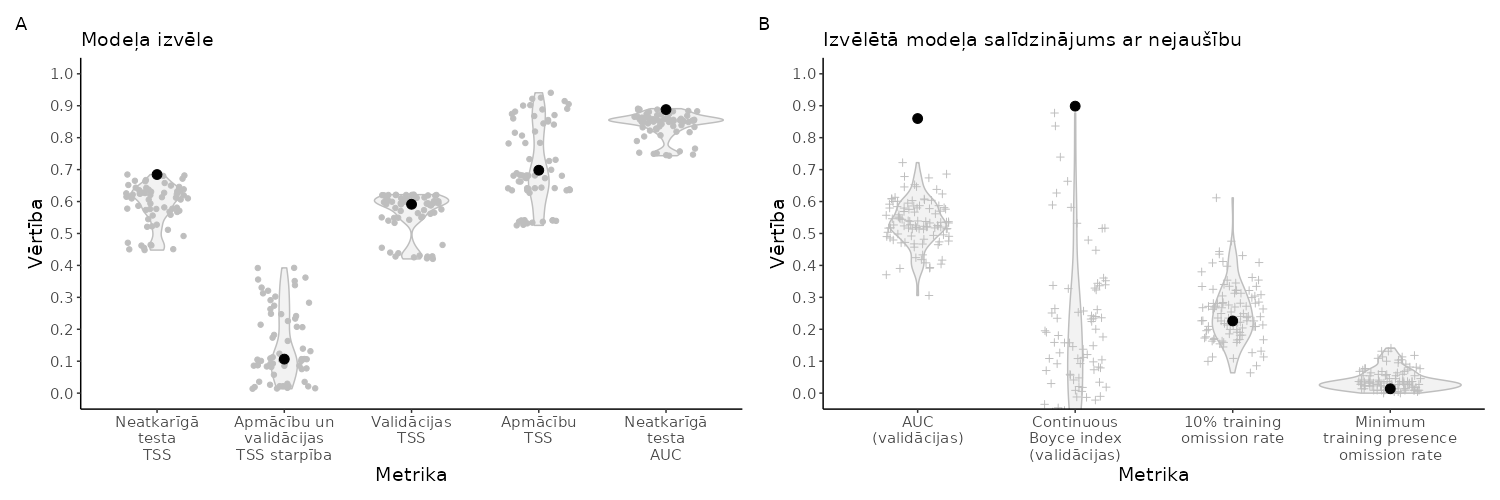 A
Modeļa izvēle
Vērtība
1.0
0.9
0.8
0.7
0.6
0.5
0.4
0.3
0.2
0.1
0.0
Neatkarīgā
testa
TSS
Apmācību un
validācijas
TSS starpība
Validācijas
TSS
Apmācību
TSS
Neatkarīgā
testa
AUC
Metrika
B
Izvēlētā modeļa salīdzinājums ar nejaušību
Vērtība
1.0
0.9
0.8
0.7
0.6
0.5
0.4
0.3
0.2
0.1
0.0
AUC
(validācijas)
Continuous
Boyce index
(validācijas)
10% training
omission rate
Minimum
training presence
omission rate
Metrika